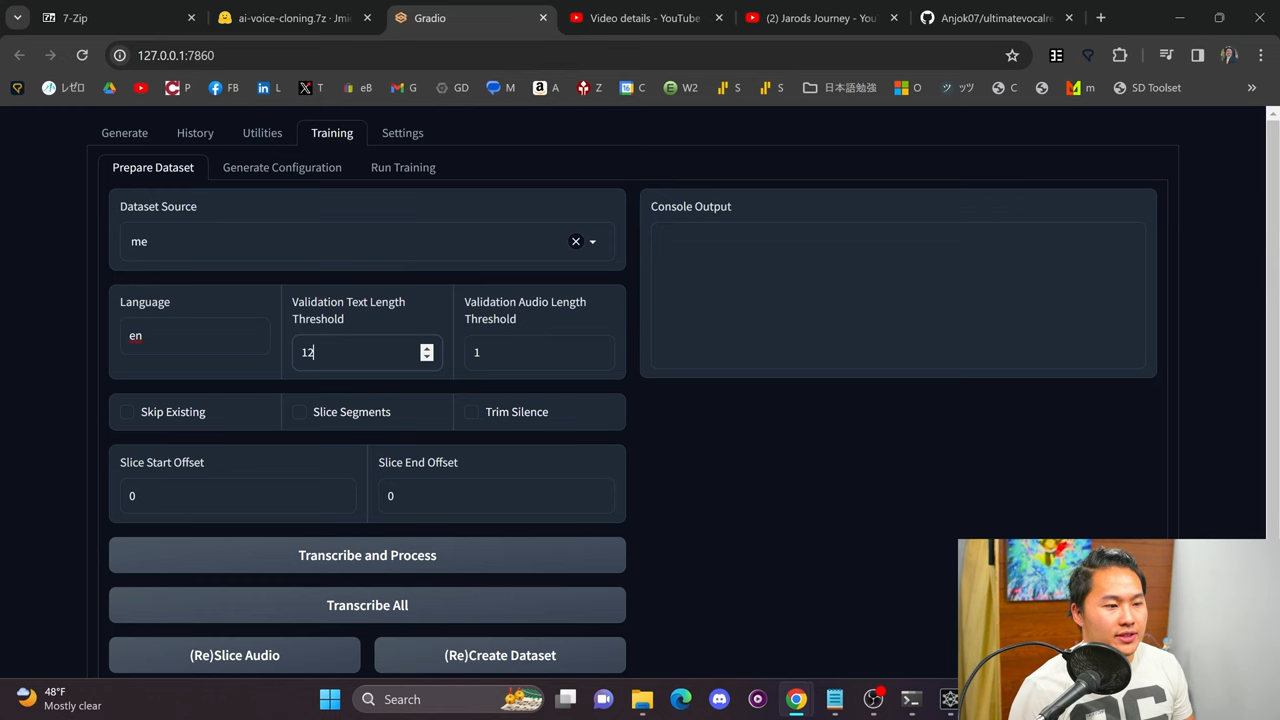 7-Zip
ai-voice-cloning.7z · Jmic
Gradio
Video details - YouTube
(2) Jarods Journey - You
Anjok07/ultimatevocalre
127.0.0.1:7860
レゼロ
P
FB
L
T
eB
G
GD
M
A
Z
C
W2
S
S
日本語勉強
O
ツッツ
C
m
SD Toolset
Generate
History
Utilities
Training
Settings
Prepare Dataset
Generate Configuration
Run Training
Dataset Source
me
Console Output
Language
en
Validation Text Length
Threshold
12
Validation Audio Length
Threshold
1
Skip Existing
Slice Segments
Trim Silence
Slice Start Offset
0
Slice End Offset
0
Transcribe and Process
Transcribe All
(Re)Slice Audio
(Re)Create Dataset
48°F
Mostly clear
Search